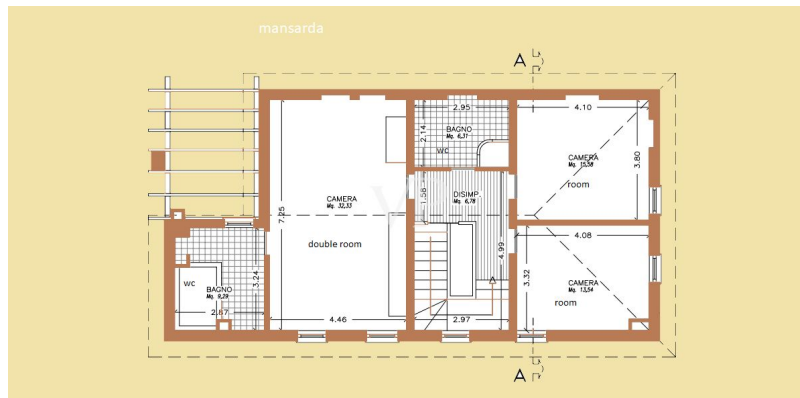 mansarda
A
2.95
4.10
2.14
BAGNO
Mq. 6,31
WC
CAMERA
Mq. 15,58
3.80
room
CAMERA
Mq. 32,33
1.58
DISIMP.
Mq. 6,78
7.25
double room
4.08
4.99
3.32
3.24
WC
BAGNO
Mq. 9,29
2.87
CAMERA
Mq. 13,54
room
4.46
2.97
A